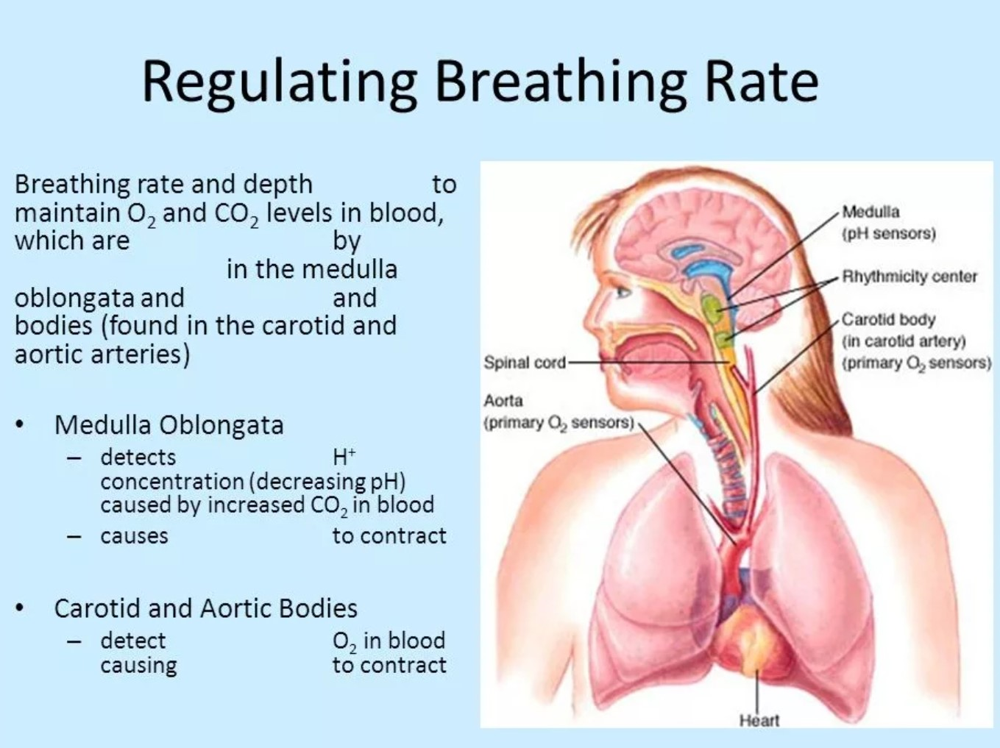 Regulating Breathing Rate
Breathing rate and depth to
maintain O₂ and CO₂ levels in blood,
which are by
in the medulla
oblongata and and
bodies (found in the carotid and
aortic arteries)
• Medulla Oblongata
– detects H⁺
concentration (decreasing pH)
caused by increased CO₂ in blood
– causes to contract
• Carotid and Aortic Bodies
– detect O₂ in blood
causing to contract
Medulla
(pH sensors)
Rhythmicity center
Carotid body
(in carotid artery)
(primary O₂ sensors)
Spinal cord
Aorta
(primary O₂ sensors)
Heart